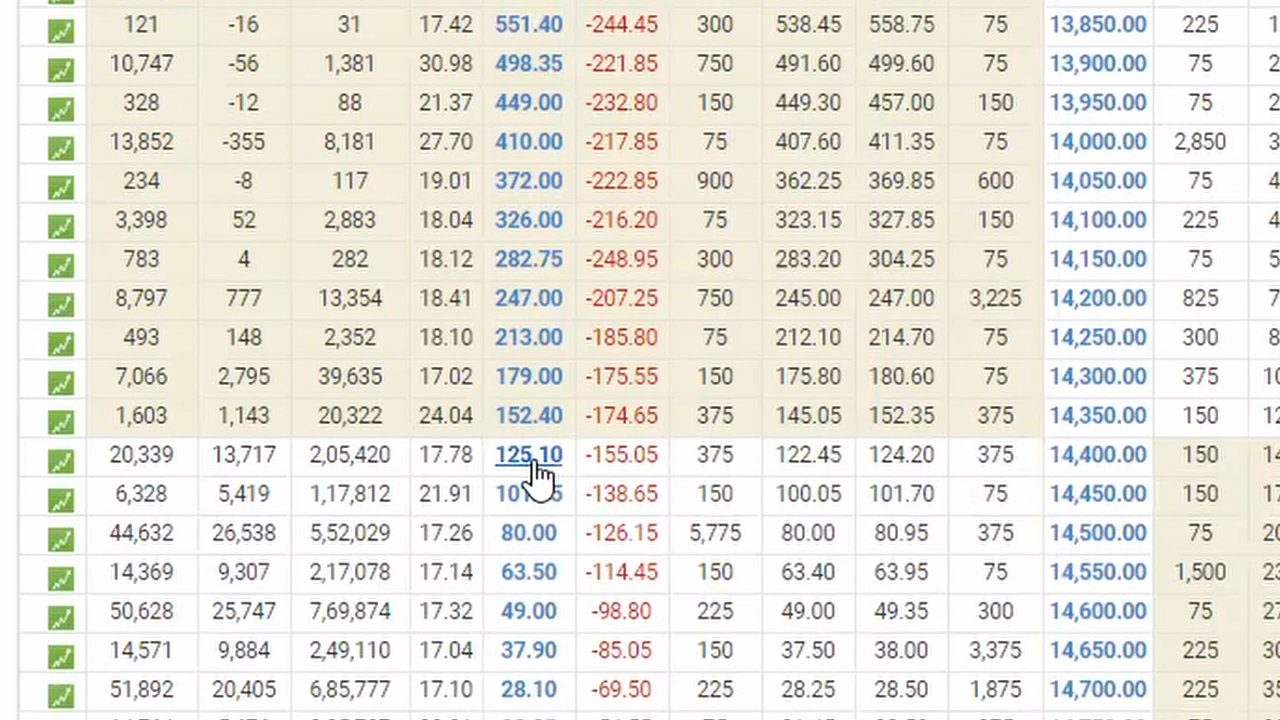 121 -16 31 17.42 551.40 -244.45 300 538.45 558.75 75 13,850.00 225
10,747 -56 1,381 30.98 498.35 -221.85 750 491.60 499.60 75 13,900.00 75
328 -12 88 21.37 449.00 -232.80 150 449.30 457.00 150 13,950.00 75
13,852 -355 8,181 27.70 410.00 -217.85 75 407.60 411.35 75 14,000.00 2,850
234 -8 117 19.01 372.00 -222.85 900 362.25 369.85 600 14,050.00 75
3,398 52 2,883 18.04 326.00 -216.20 75 323.15 327.85 150 14,100.00 225
783 4 282 18.12 282.75 -248.95 300 283.20 304.25 75 14,150.00 75
8,797 777 13,354 18.41 247.00 -207.25 750 245.00 247.00 3,225 14,200.00 825
493 148 2,352 18.10 213.00 -185.80 75 212.10 214.70 75 14,250.00 300
7,066 2,795 39,635 17.02 179.00 -175.55 150 175.80 180.60 75 14,300.00 375
1,603 1,143 20,322 24.04 152.40 -174.65 375 145.05 152.35 375 14,350.00 150
20,339 13,717 2,05,420 17.78 125.10 -155.05 375 122.45 124.20 375 14,400.00 150
6,328 5,419 1,17,812 21.91 -138.65 150 100.05 101.70 75 14,450.00 150
44,632 26,538 5,52,029 17.26 80.00 -126.15 5,775 80.00 80.95 375 14,500.00 75
14,369 9,307 2,17,078 17.14 63.50 -114.45 150 63.40 63.95 75 14,550.00 1,500
50,628 25,747 7,69,874 17.32 49.00 -98.80 225 49.00 49.35 300 14,600.00 75
14,571 9,884 2,49,110 17.04 37.90 -85.05 150 37.50 38.00 3,375 14,650.00 225
51,892 20,405 6,85,777 17.10 28.10 -69.50 225 28.25 28.50 1,875 14,700.00 225